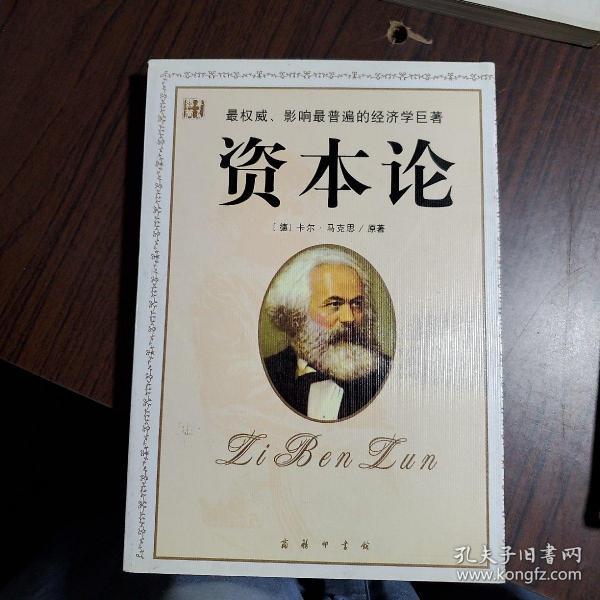 最权威、影响最普遍的经济学巨著
资本论
[德] 卡尔·马克思/原著
Zi Ben Lun
商务印书馆
孔夫子旧书网
www.kongfz.com